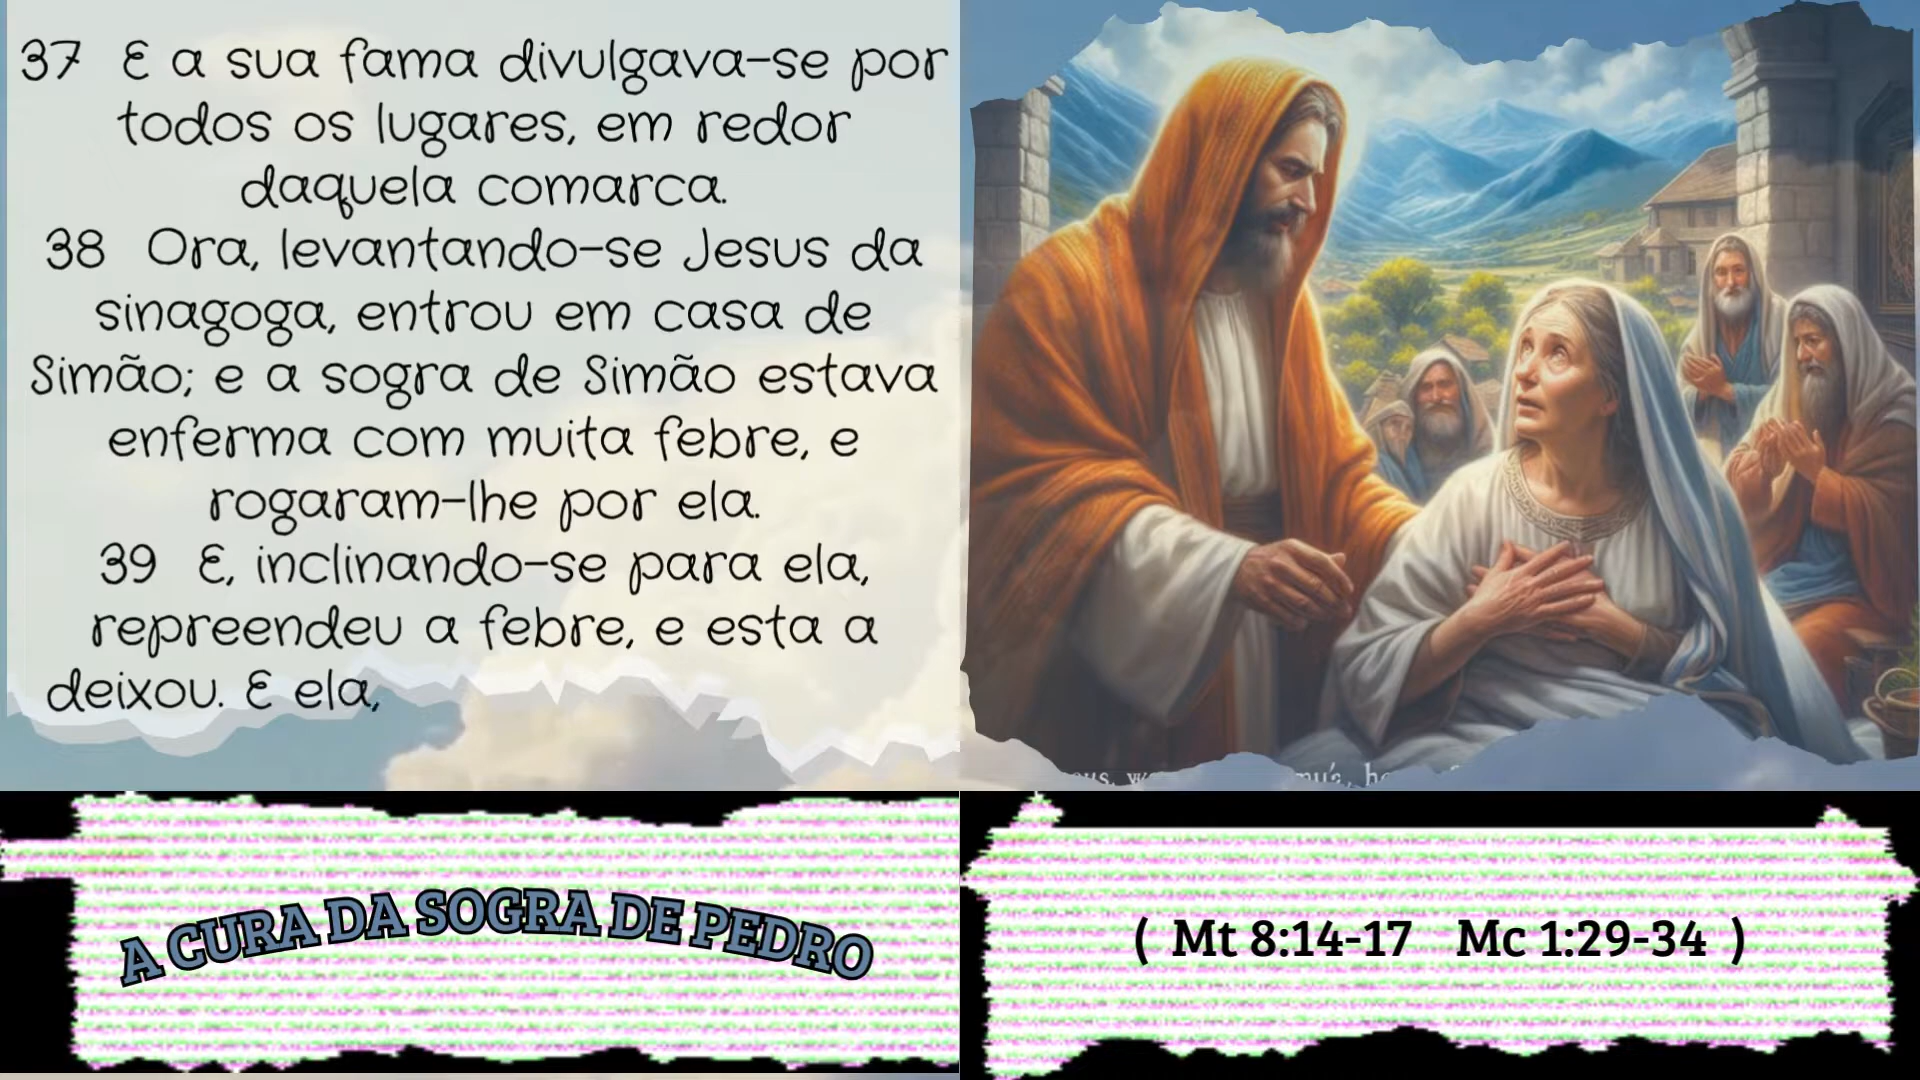 37 E a sua fama divulgava-se por
todos os lugares, em redor
daquela comarca.
38 Ora, levantando-se Jesus da
sinagoga, entrou em casa de
Simão; e a sogra de Simão estava
enferma com muita febre, e
rogaram-lhe por ela.
39 E, inclinando-se para ela,
repreendeu a febre, e esta a
deixou. E ela,
A CURA DA SOGRA DE PEDRO
( Mt 8:14-17 Mc 1:29-34 )